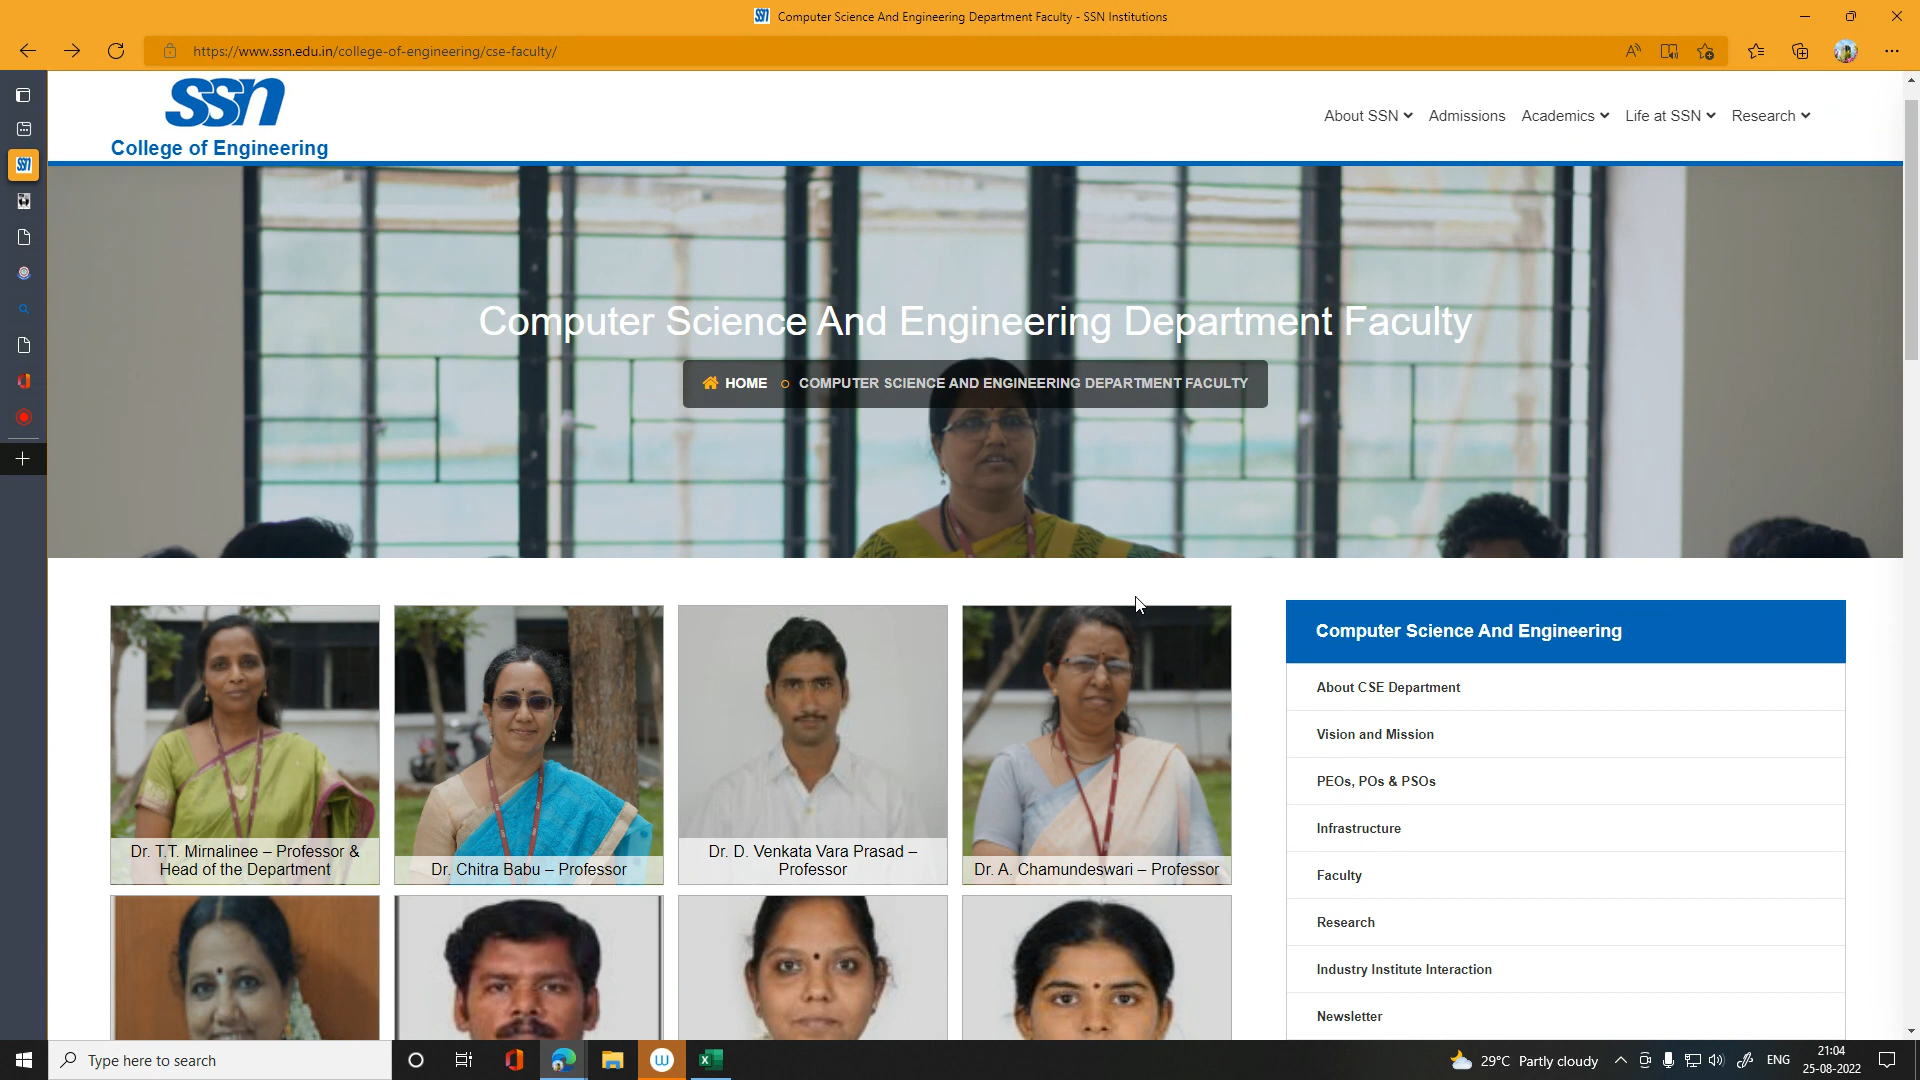 Computer Science And Engineering Department Faculty - SSN Institutions
https://www.ssn.edu.in/college-of-engineering/cse-faculty/
ssn
College of Engineering
About SSN
Admissions
Academics
Life at SSN
Research
Computer Science And Engineering Department Faculty
HOME
COMPUTER SCIENCE AND ENGINEERING DEPARTMENT FACULTY
Dr. T.T. Mirnalinee – Professor &
Head of the Department
Dr. Chitra Babu – Professor
Dr. D. Venkata Vara Prasad –
Professor
Dr. A. Chamundeswari – Professor
Computer Science And Engineering
About CSE Department
Vision and Mission
PEOs, POs & PSOs
Infrastructure
Faculty
Research
Industry Institute Interaction
Newsletter
Type here to search
29°C Partly cloudy
ENG
21:04
25-08-2022